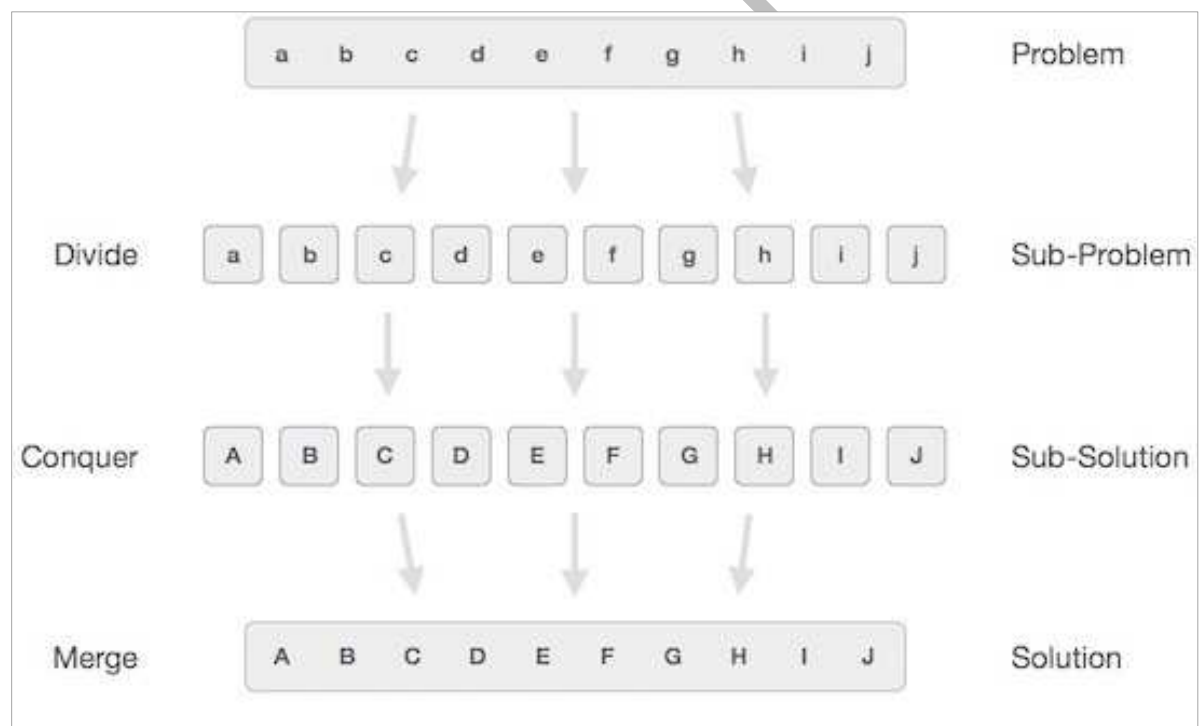 a b c d e f g h i j Problem
Divide a b c d e f g h i j Sub-Problem
Conquer A B C D E F G H I J Sub-Solution
Merge A B C D E F G H I J Solution